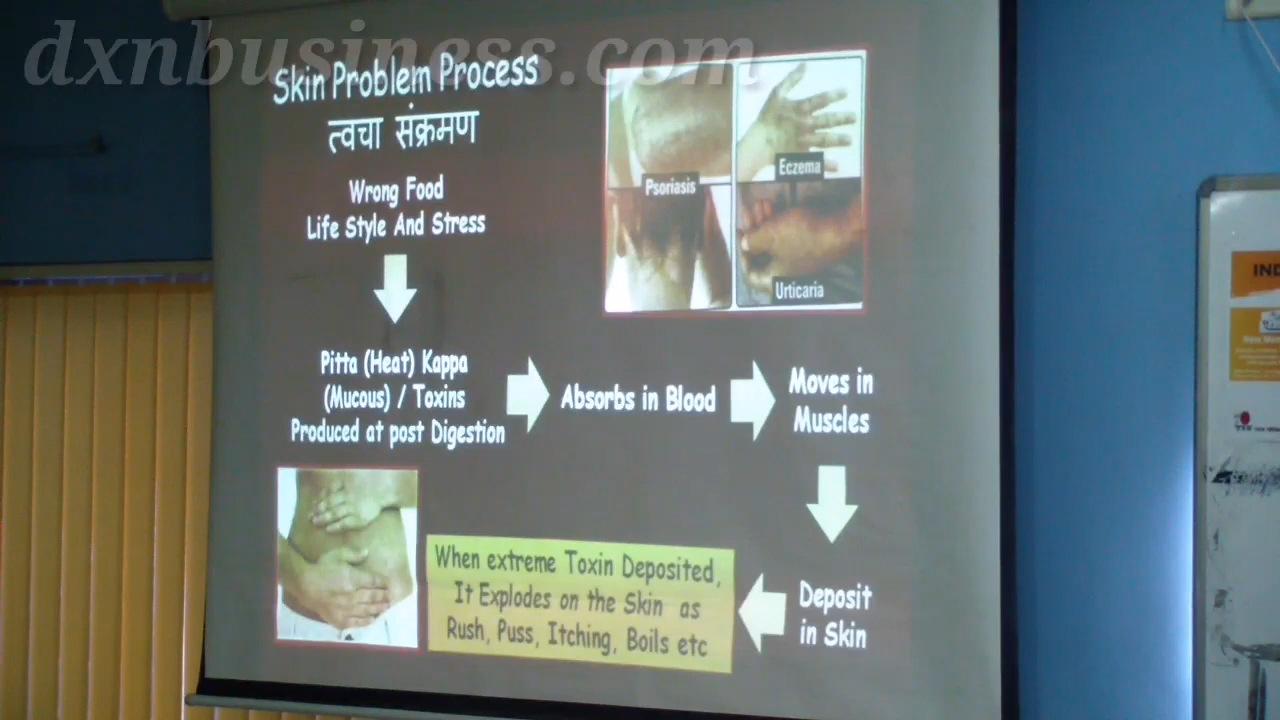 dxnbusiness.com
Skin Problem Process
त्वचा संक्रमण
Wrong Food
Life Style And Stress
Psoriasis
Eczema
Urticaria
Pitta (Heat) Kappa
(Mucous) / Toxins
Produced at post Digestion
Absorbs in Blood
Moves in
Muscles
Deposit
in Skin
When extreme Toxin Deposited,
It Explodes on the Skin as
Rush, Puss, Itching, Boils etc
IND